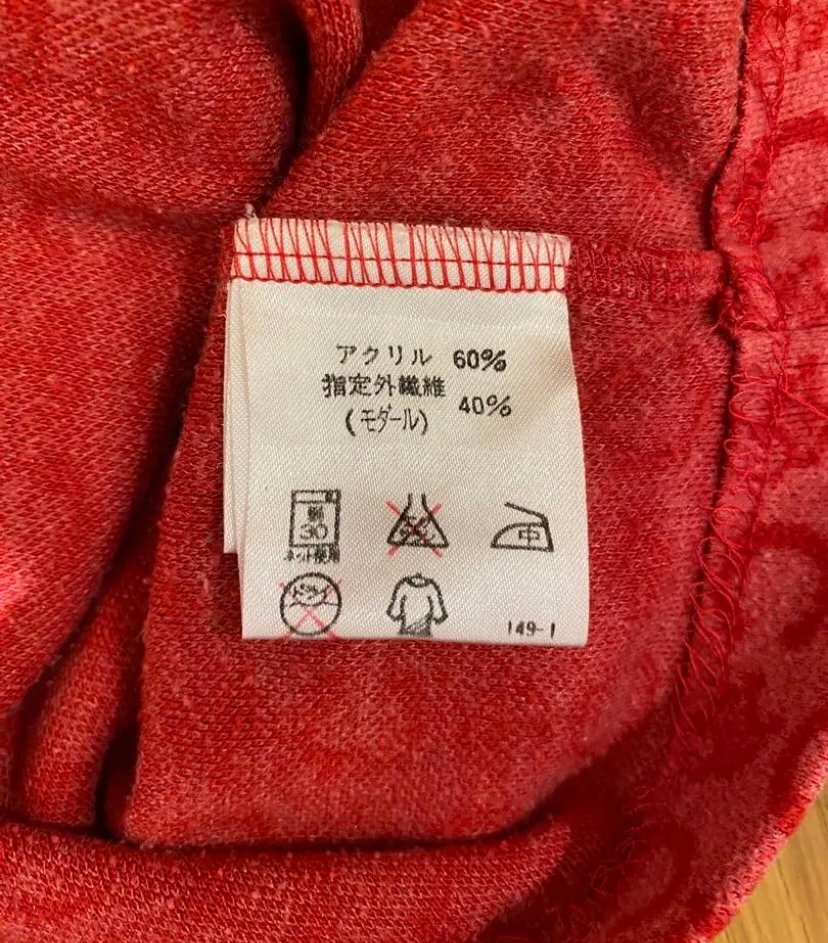 アクリル 60%
指定外繊維 40%
(モダール)
弱
30
ネット使用
中
ドライ
149-1